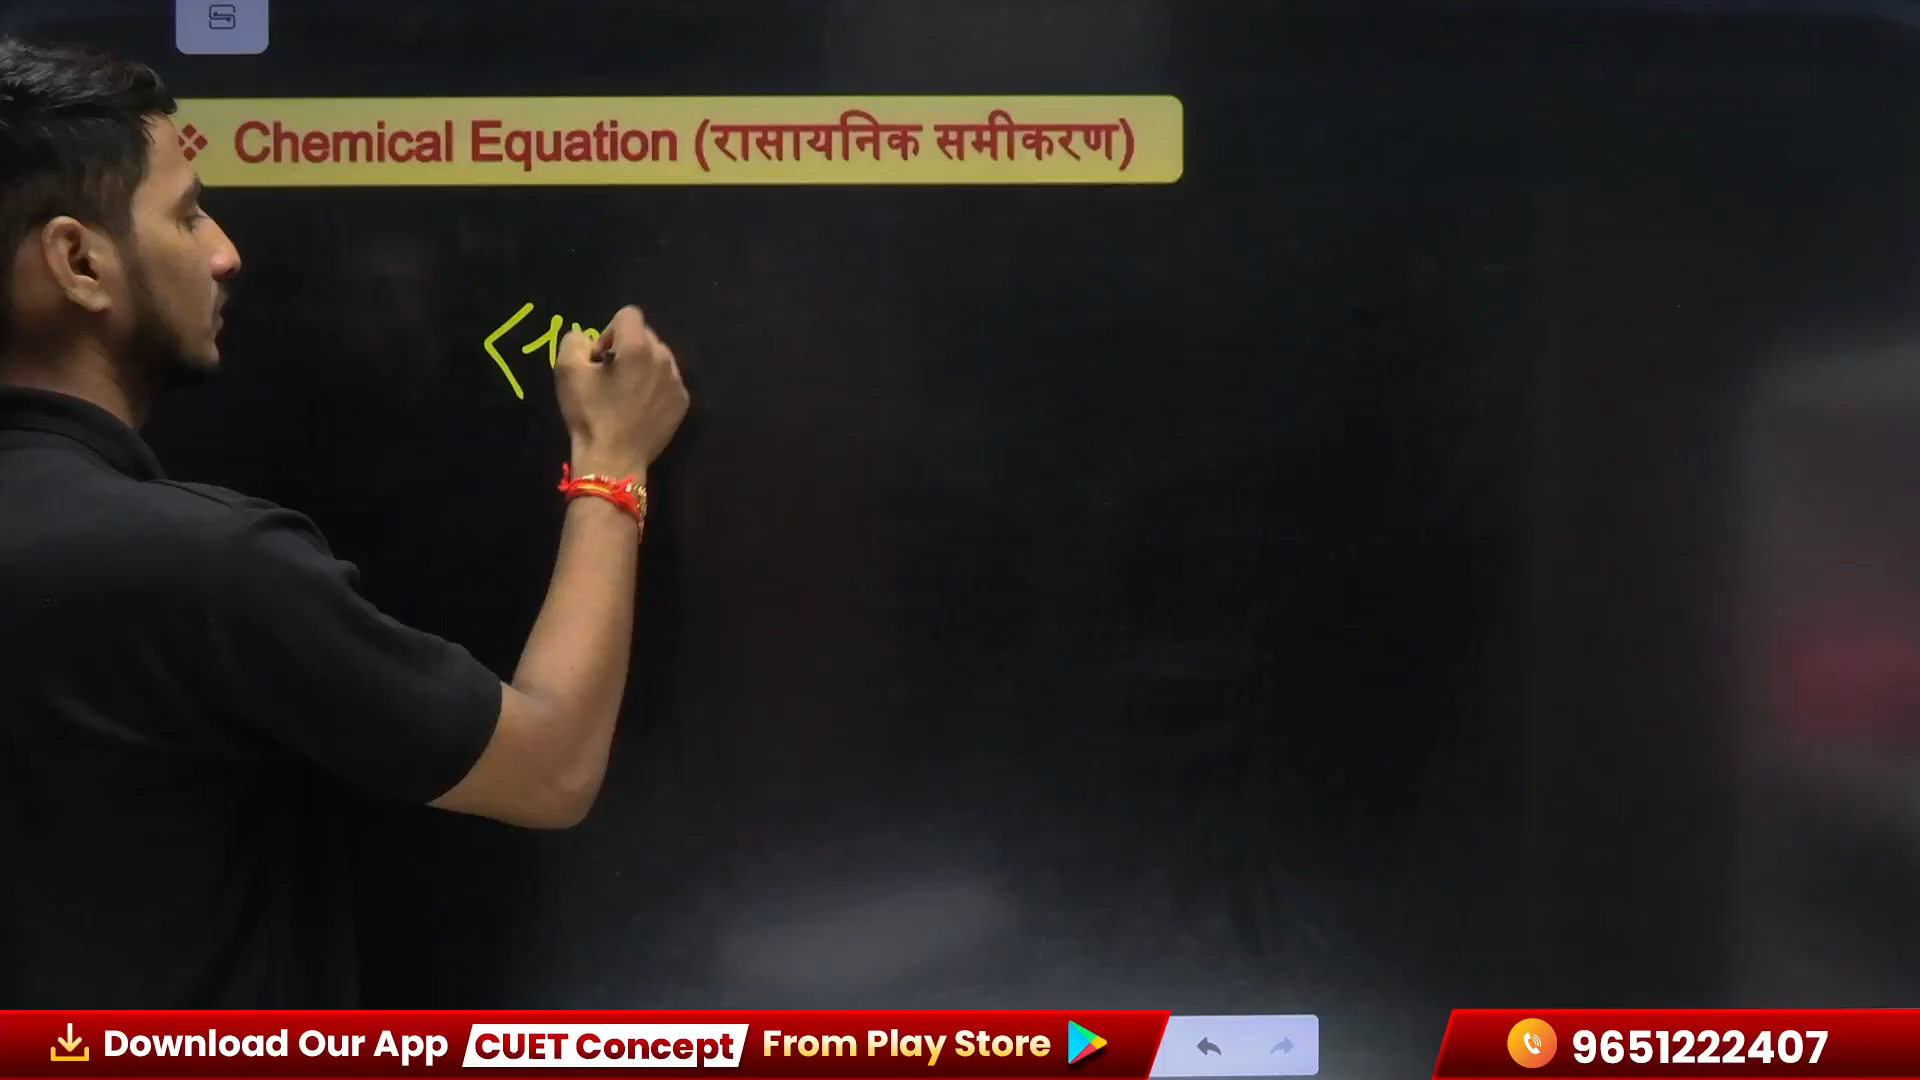 ❖ Chemical Equation (रासायनिक समीकरण)
Download Our App CUET Concept From Play Store
9651222407